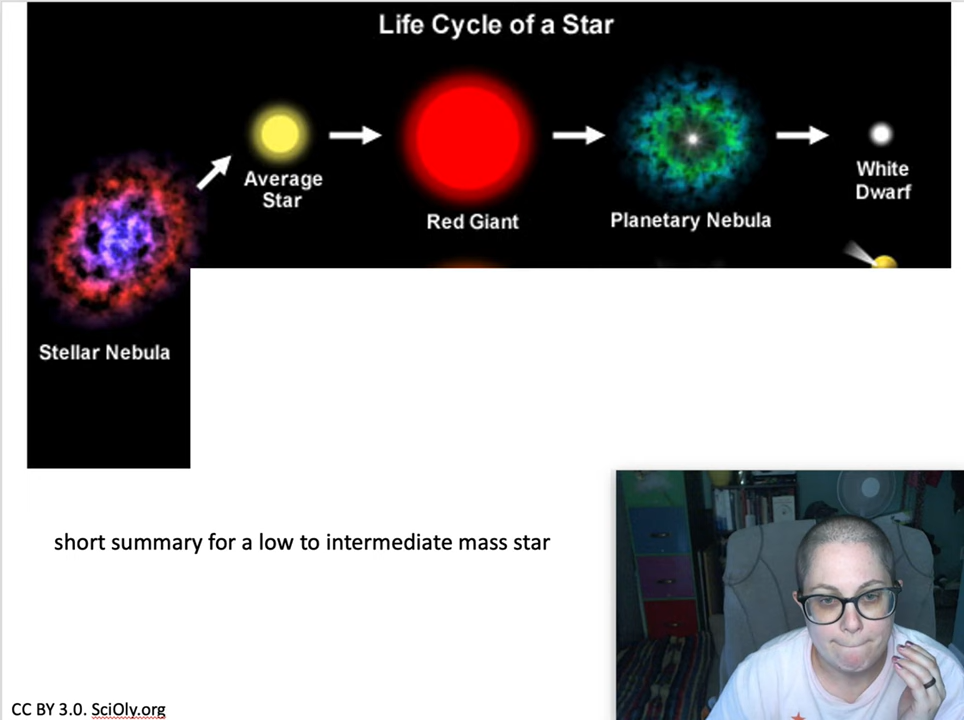 Life Cycle of a Star
Average
Star
Red Giant
Planetary Nebula
White
Dwarf
Stellar Nebula
short summary for a low to intermediate mass star
CC BY 3.0. SciOly.org